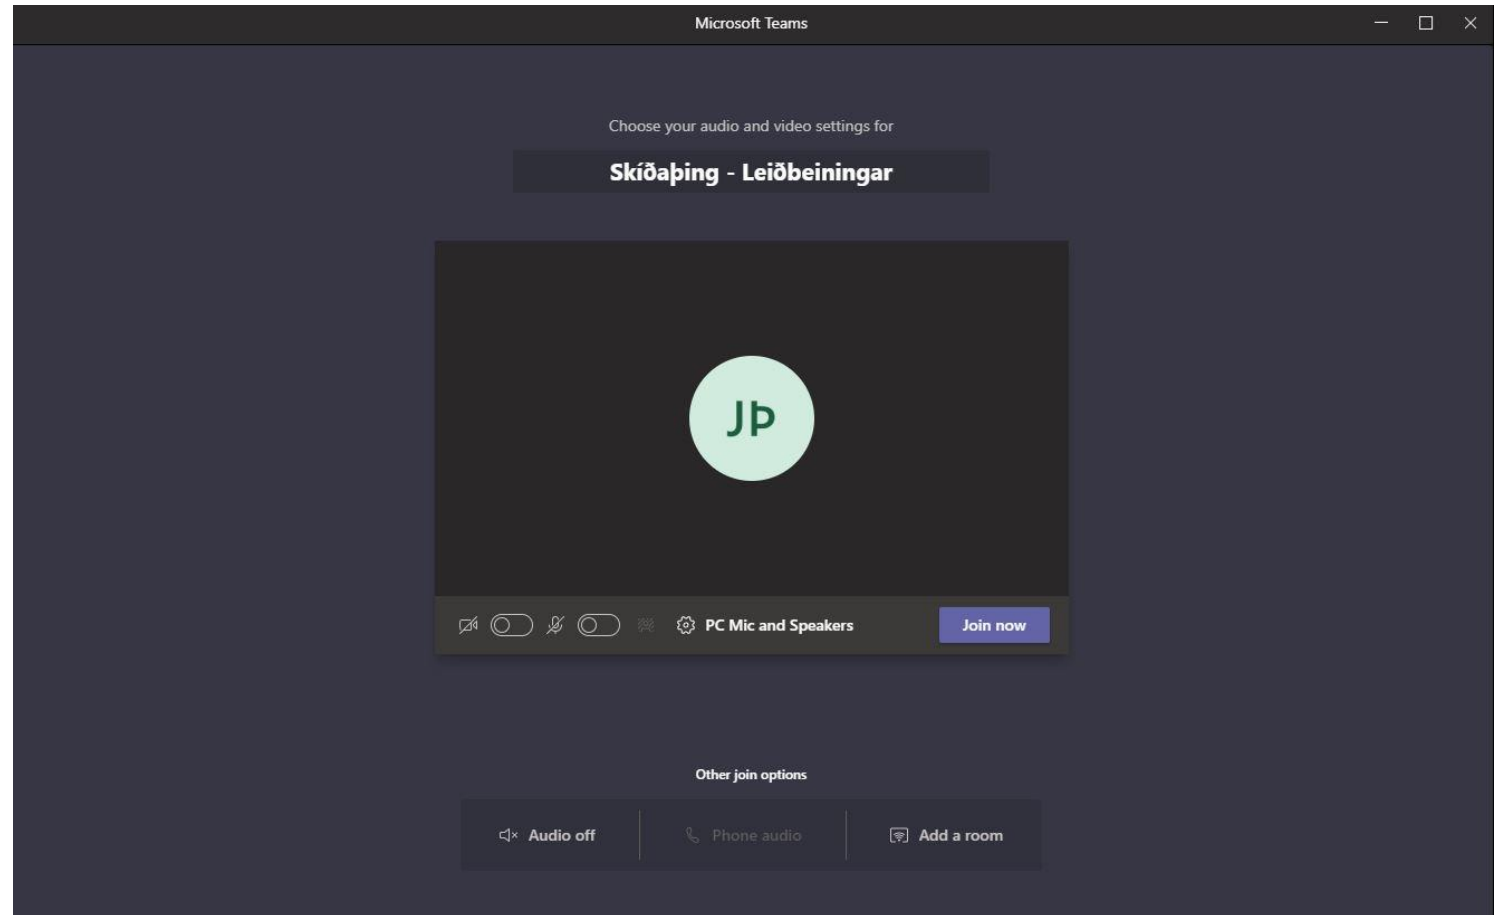 Microsoft Teams
Choose your audio and video settings for
Skíðaþing - Leiðbeiningar
JÞ
PC Mic and Speakers
Join now
Other join options
Audio off
Phone audio
Add a room